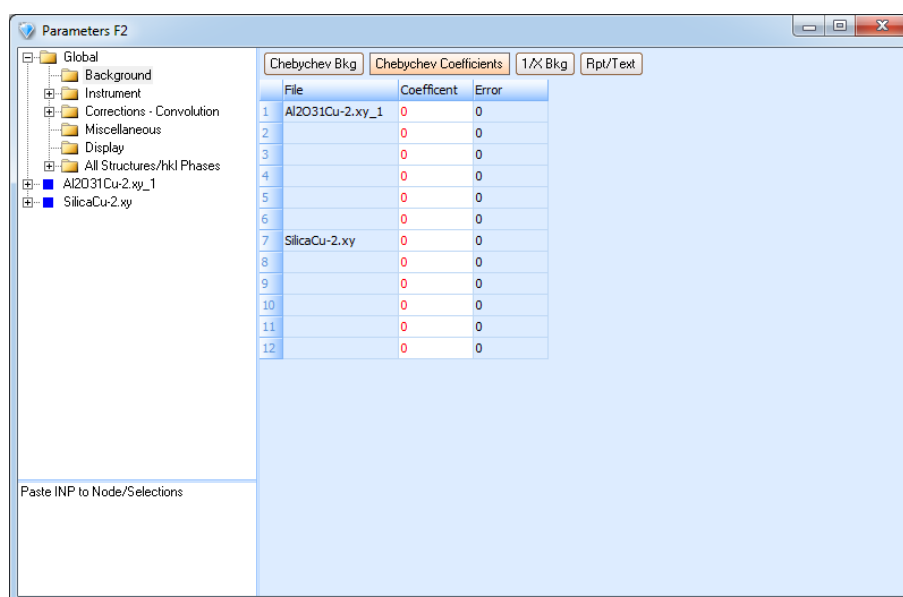 Parameters F2
Global
Background
Instrument
Corrections - Convolution
Miscellaneous
Display
All Structures/hkl Phases
Al2O31Cu-2.xy_1
SilicaCu-2.xy
Paste INP to Node/Selections
Chebychev Bkg Chebychev Coefficients 1/X Bkg Rpt/Text
File Coefficent Error
1 Al2O31Cu-2.xy_1 0 0
2 0 0
3 0 0
4 0 0
5 0 0
6 0 0
7 SilicaCu-2.xy 0 0
8 0 0
9 0 0
10 0 0
11 0 0
12 0 0